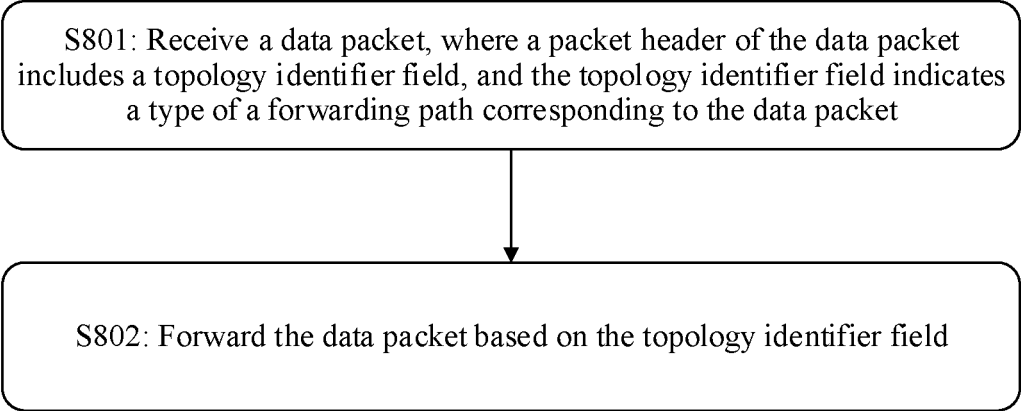 S801: Receive a data packet, where a packet header of the data packet
includes a topology identifier field, and the topology identifier field indicates
a type of a forwarding path corresponding to the data packet
S802: Forward the data packet based on the topology identifier field